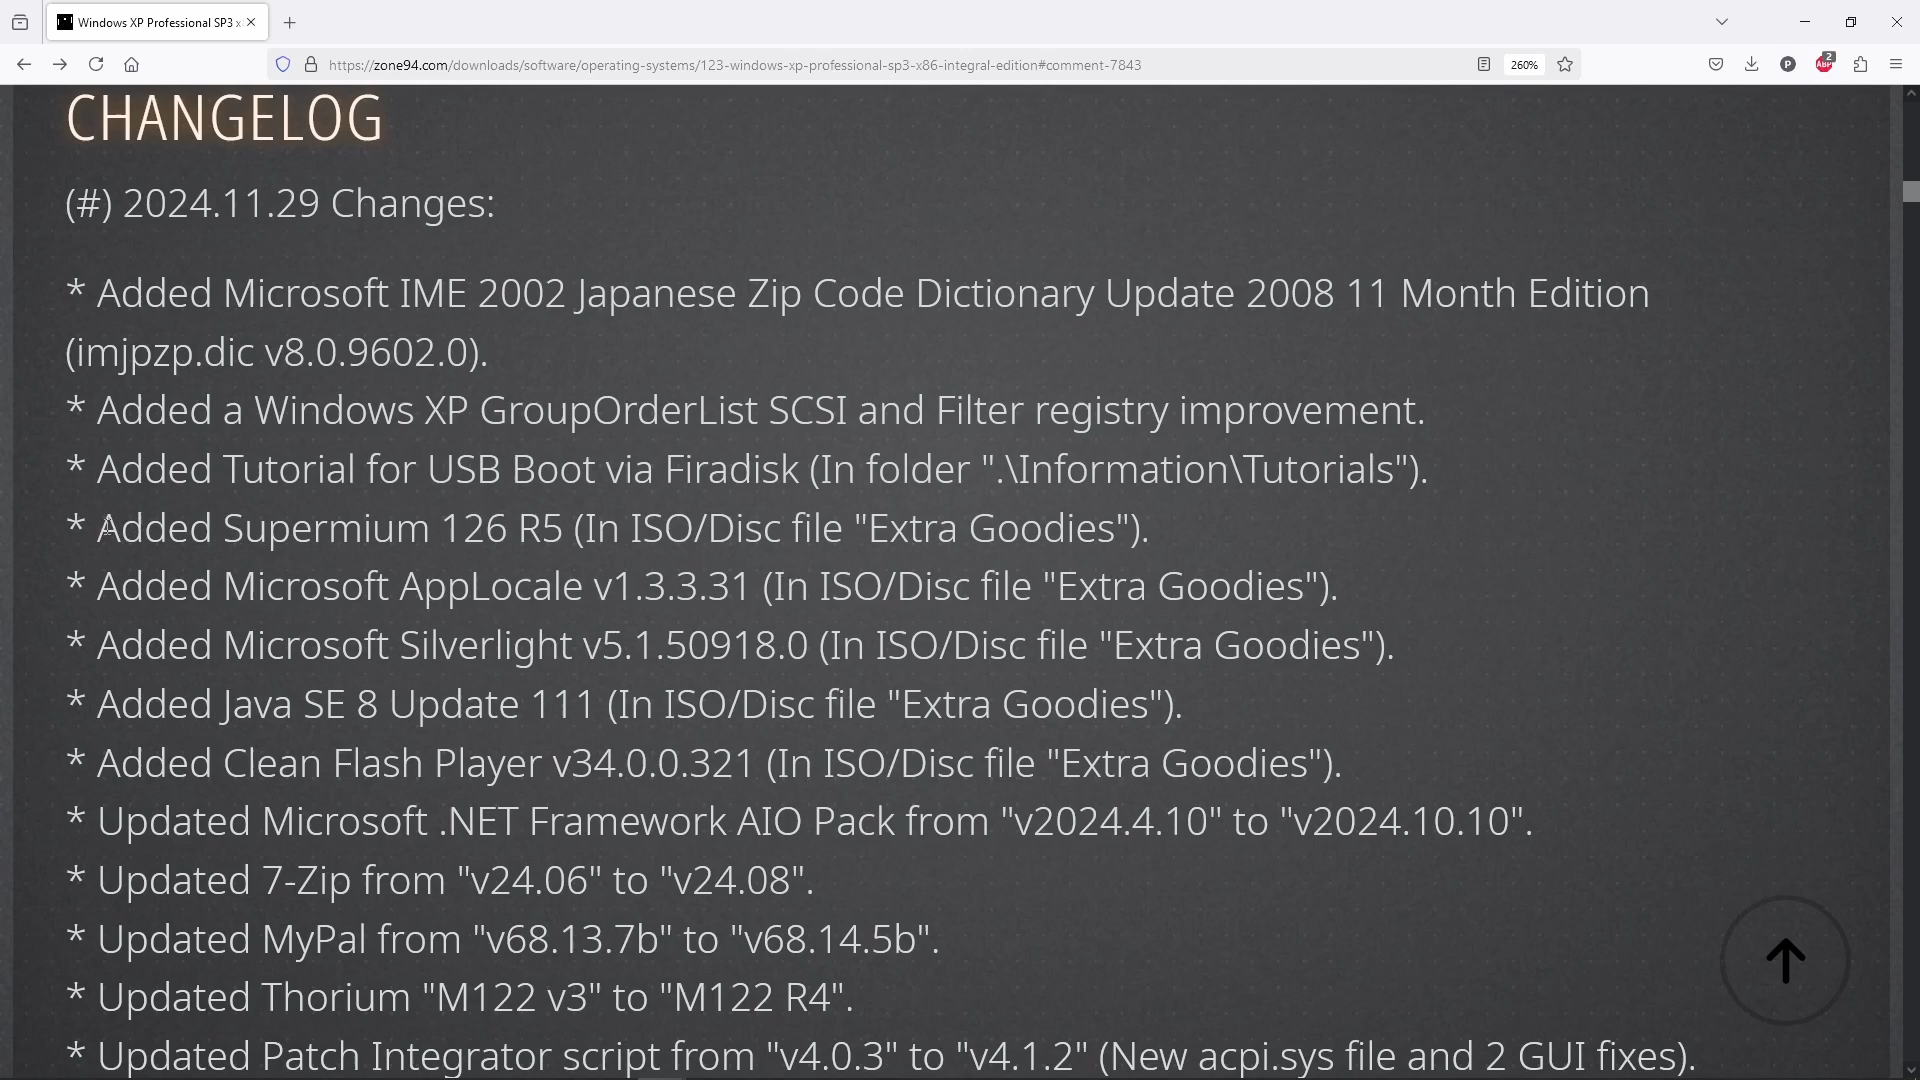 Windows XP Professional SP3 x
https://zone94.com/downloads/software/operating-systems/123-windows-xp-professional-sp3-x86-integral-edition#comment-7843
260%
P
ABP
2
CHANGELOG
(#) 2024.11.29 Changes:
* Added Microsoft IME 2002 Japanese Zip Code Dictionary Update 2008 11 Month Edition
(imjpzp.dic v8.0.9602.0).
* Added a Windows XP GroupOrderList SCSI and Filter registry improvement.
* Added Tutorial for USB Boot via Firadisk (In folder ".\Information\Tutorials").
* Added Supermium 126 R5 (In ISO/Disc file "Extra Goodies").
* Added Microsoft AppLocale v1.3.3.31 (In ISO/Disc file "Extra Goodies").
* Added Microsoft Silverlight v5.1.50918.0 (In ISO/Disc file "Extra Goodies").
* Added Java SE 8 Update 111 (In ISO/Disc file "Extra Goodies").
* Added Clean Flash Player v34.0.0.321 (In ISO/Disc file "Extra Goodies").
* Updated Microsoft .NET Framework AIO Pack from "v2024.4.10" to "v2024.10.10".
* Updated 7-Zip from "v24.06" to "v24.08".
* Updated MyPal from "v68.13.7b" to "v68.14.5b".
* Updated Thorium "M122 v3" to "M122 R4".
* Updated Patch Integrator script from "v4.0.3" to "v4.1.2" (New acpi.sys file and 2 GUI fixes).